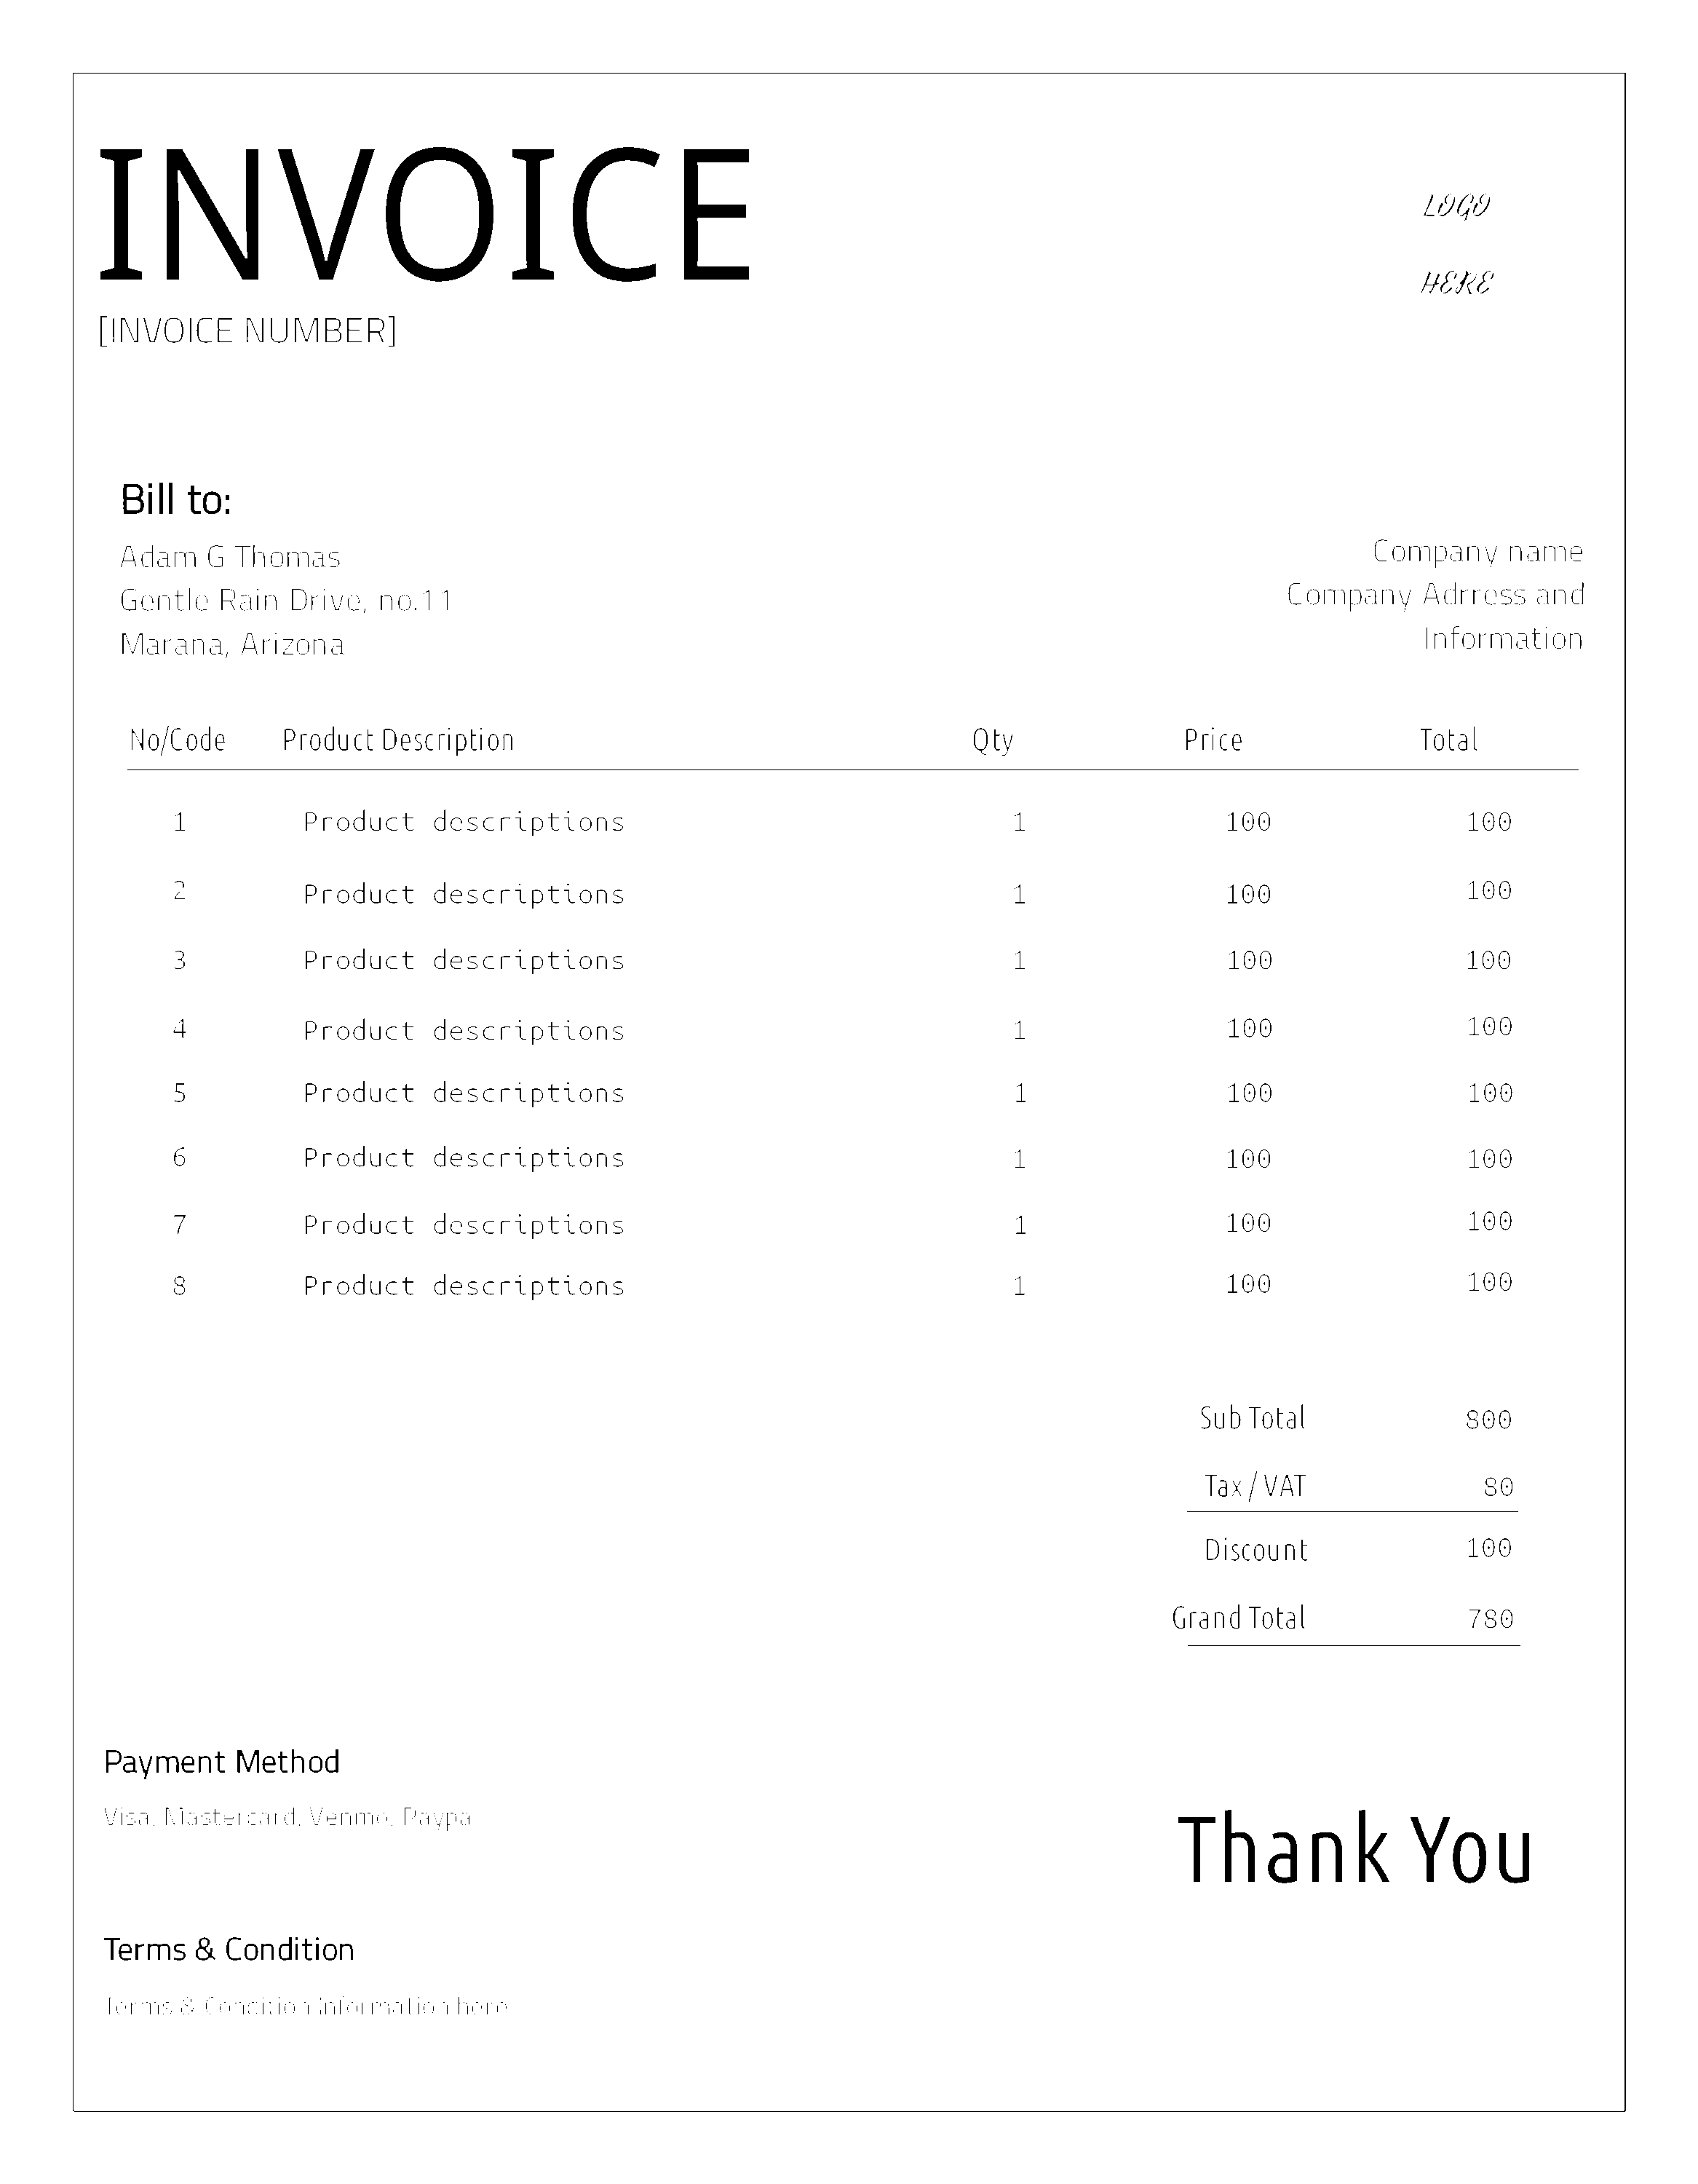 INVOICE
LOGO
HERE
[INVOICE NUMBER]
Bill to:
Adam G Thomas
Gentle Rain Drive, no.11
Marana, Arizona
Company name
Company Adrress and
Information
No/Code Product Description Qty Price Total
1 Product descriptions 1 100 100
2 Product descriptions 1 100 100
3 Product descriptions 1 100 100
4 Product descriptions 1 100 100
5 Product descriptions 1 100 100
6 Product descriptions 1 100 100
7 Product descriptions 1 100 100
8 Product descriptions 1 100 100
Sub Total 800
Tax / VAT 80
Discount 100
Grand Total 780
Payment Method
Visa, Mastercard, Venmo, Paypa
Thank You
Terms & Condition
Terms & Condition Information here